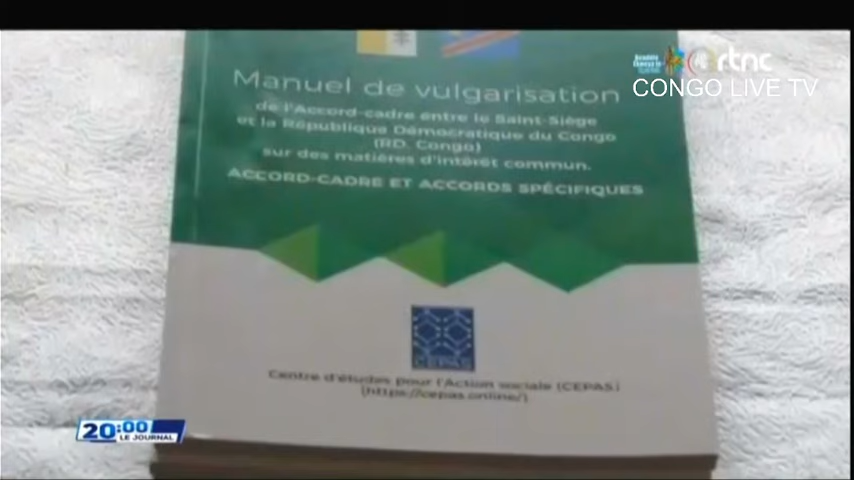 rtnc
CONGO LIVE TV
Manuel de vulgarisation
de l'Accord-cadre entre le Saint-Siège
et la République Démocratique du Congo
(RD. Congo)
sur des matières d'intérêt commun.
ACCORD-CADRE ET ACCORDS SPÉCIFIQUES
CEPAS
Centre d'études pour l'Action sociale (CEPAS)
(https://cepas.online/)
20:00
LE JOURNAL